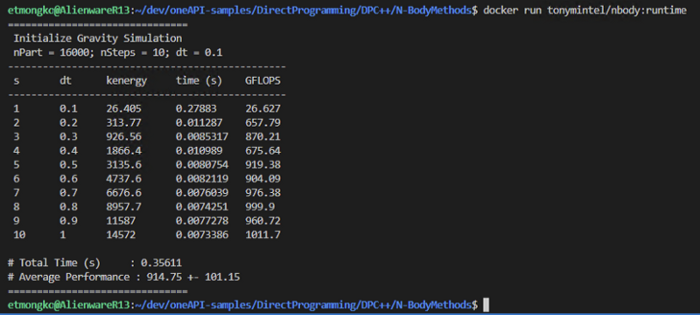 etmongko@AlienwareR13:~/dev/oneAPI-samples/DirectProgramming/DPC++/N-BodyMethods$ docker run tonymintel/nbody:runtime
===============================
Initialize Gravity Simulation
nPart = 16000; nSteps = 10; dt = 0.1
------------------------------------------------
s dt kenergy time (s) GFLOPS
------------------------------------------------
1 0.1 26.405 0.27883 26.627
2 0.2 313.77 0.011287 657.79
3 0.3 926.56 0.0085317 870.21
4 0.4 1866.4 0.010989 675.64
5 0.5 3135.6 0.0080754 919.38
6 0.6 4737.6 0.0082119 904.09
7 0.7 6676.6 0.0076039 976.38
8 0.8 8957.7 0.0074251 999.9
9 0.9 11587 0.0077278 960.72
10 1 14572 0.0073386 1011.7
# Total Time (s) : 0.35611
# Average Performance : 914.75 +- 101.15
===============================
etmongko@AlienwareR13:~/dev/oneAPI-samples/DirectProgramming/DPC++/N-BodyMethods$